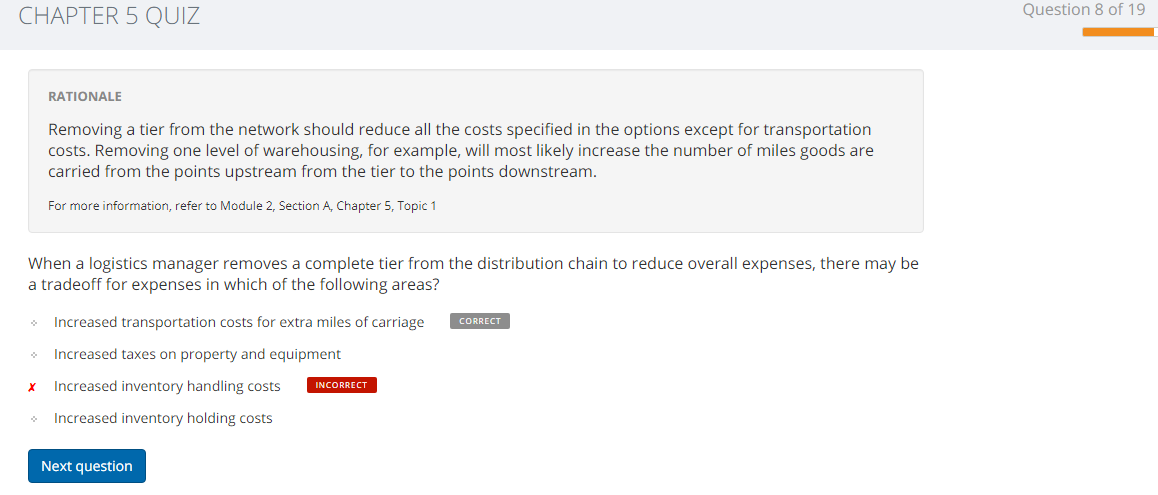 CHAPTER 5 QUIZ
Question 8 of 19
RATIONALE
Removing a tier from the network should reduce all the costs specified in the options except for transportation
costs. Removing one level of warehousing, for example, will most likely increase the number of miles goods are
carried from the points upstream from the tier to the points downstream.
For more information, refer to Module 2, Section A, Chapter 5, Topic 1
When a logistics manager removes a complete tier from the distribution chain to reduce overall expenses, there may be
a tradeoff for expenses in which of the following areas?
Increased transportation costs for extra miles of carriage CORRECT
Increased taxes on property and equipment
✗ Increased inventory handling costs INCORRECT
Increased inventory holding costs
Next question